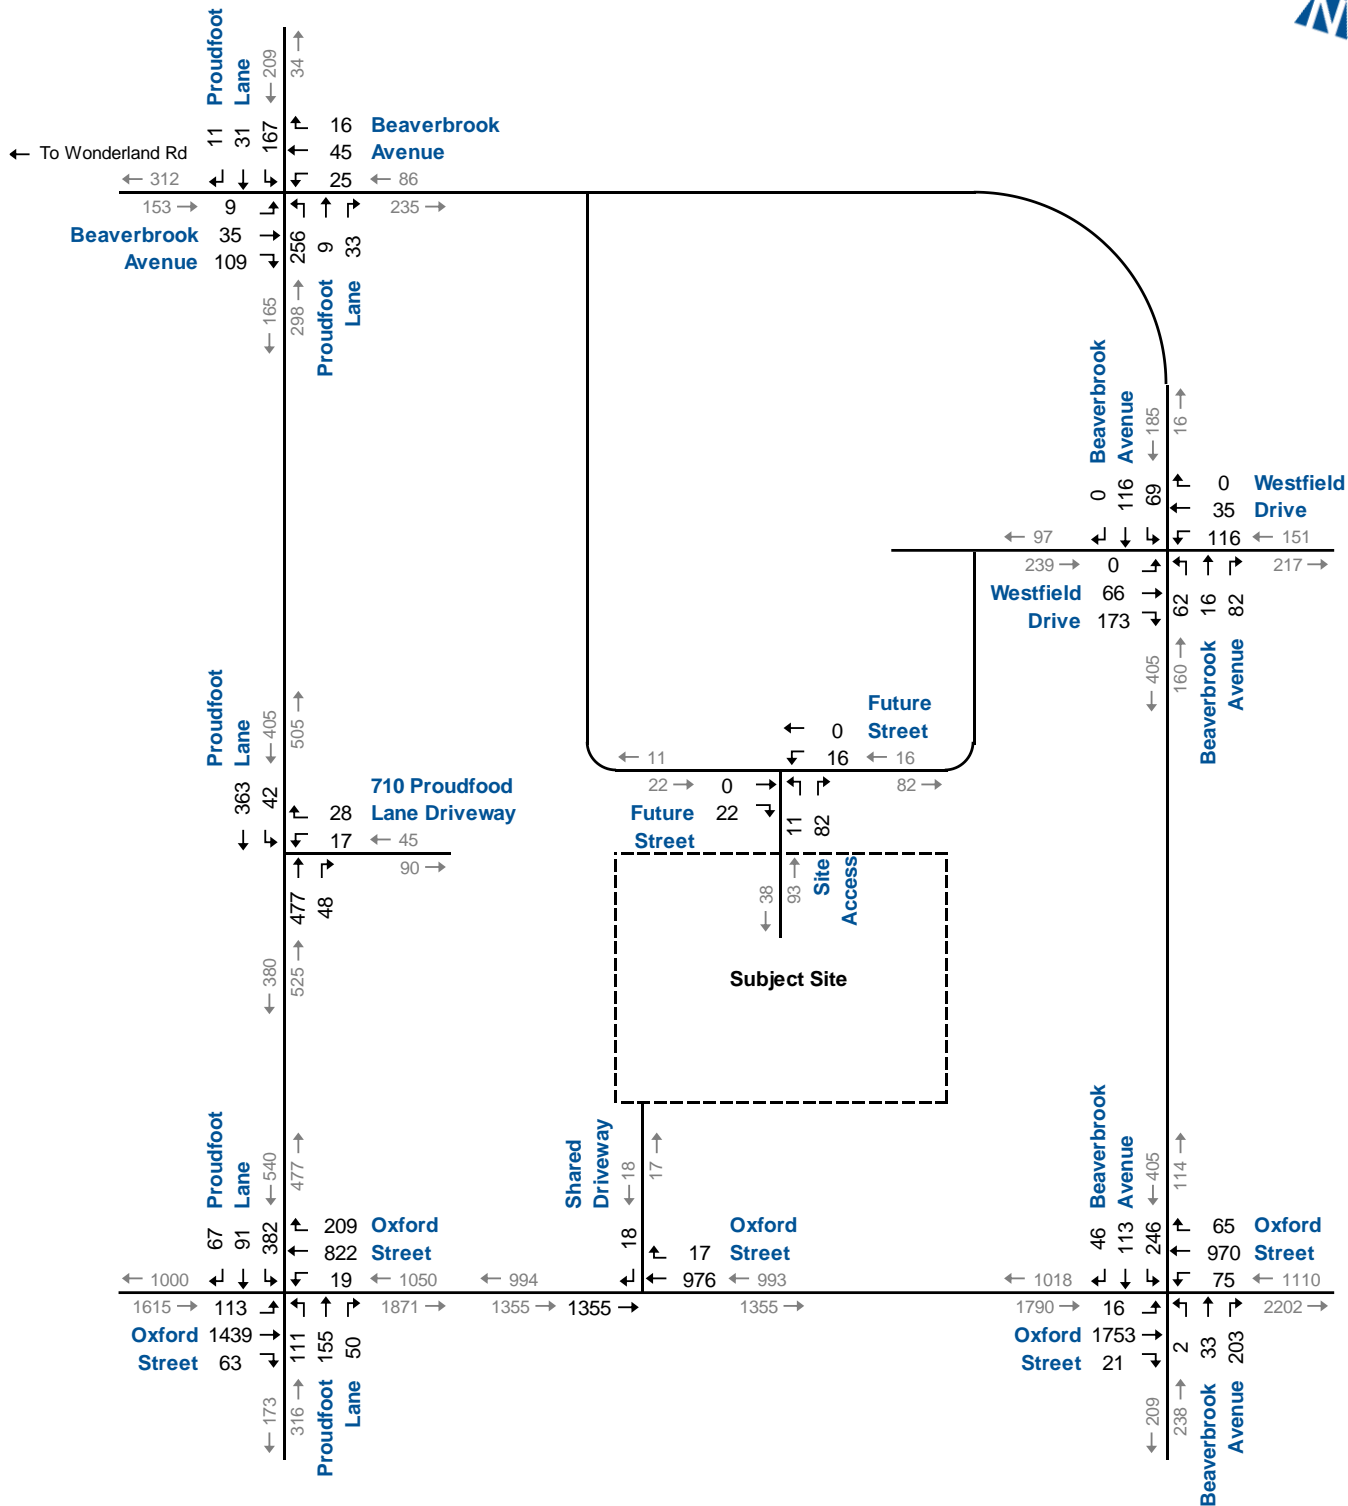 N
Proudfoot
Lane
209
34
11
31
167
16 Beaverbrook
45 Avenue
25
86
To Wonderland Rd
312
153
9
235
Beaverbrook 35
Avenue 109
256
9
33
165
298
Proudfoot
Lane
Beaverbrook
Avenue
185
16
0
116
69
0 Westfield
35 Drive
116
151
97
239
0
217
Westfield 66
Drive 173
62
16
82
405
160
Beaverbrook
Avenue
Proudfoot
Lane
405
505
363
42
710 Proudfood
28 Lane Driveway
17
45
90
477
48
380
525
Future
0 Street
16
16
11
22
0
82
Future 22
Street
11
82
38
93
Site
Access
Subject Site
Proudfoot
Lane
540
477
67
91
382
209 Oxford
822 Street
19
1050
1000
1615
113
1871
Oxford 1439
Street 63
111
155
50
173
316
Proudfoot
Lane
Shared
Driveway
18
17
18
17 Oxford
976 Street
993
994
1355
1355
1355
Beaverbrook
Avenue
405
114
46
113
246
65 Oxford
970 Street
75
1110
1018
1790
16
2202
Oxford 1753
Street 21
2
33
203
209
238
Beaverbrook
Avenue